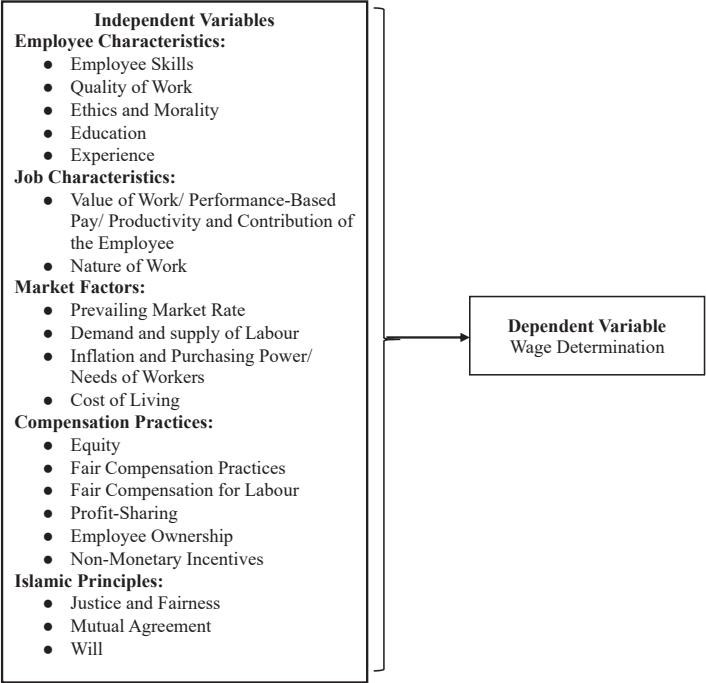 Independent Variables
Employee Characteristics:
● Employee Skills
● Quality of Work
● Ethics and Morality
● Education
● Experience
Job Characteristics:
● Value of Work/ Performance-Based
Pay/ Productivity and Contribution of
the Employee
● Nature of Work
Market Factors:
● Prevailing Market Rate
● Demand and supply of Labour
● Inflation and Purchasing Power/
Needs of Workers
● Cost of Living
Compensation Practices:
● Equity
● Fair Compensation Practices
● Fair Compensation for Labour
● Profit-Sharing
● Employee Ownership
● Non-Monetary Incentives
Islamic Principles:
● Justice and Fairness
● Mutual Agreement
● Will
Dependent Variable
Wage Determination